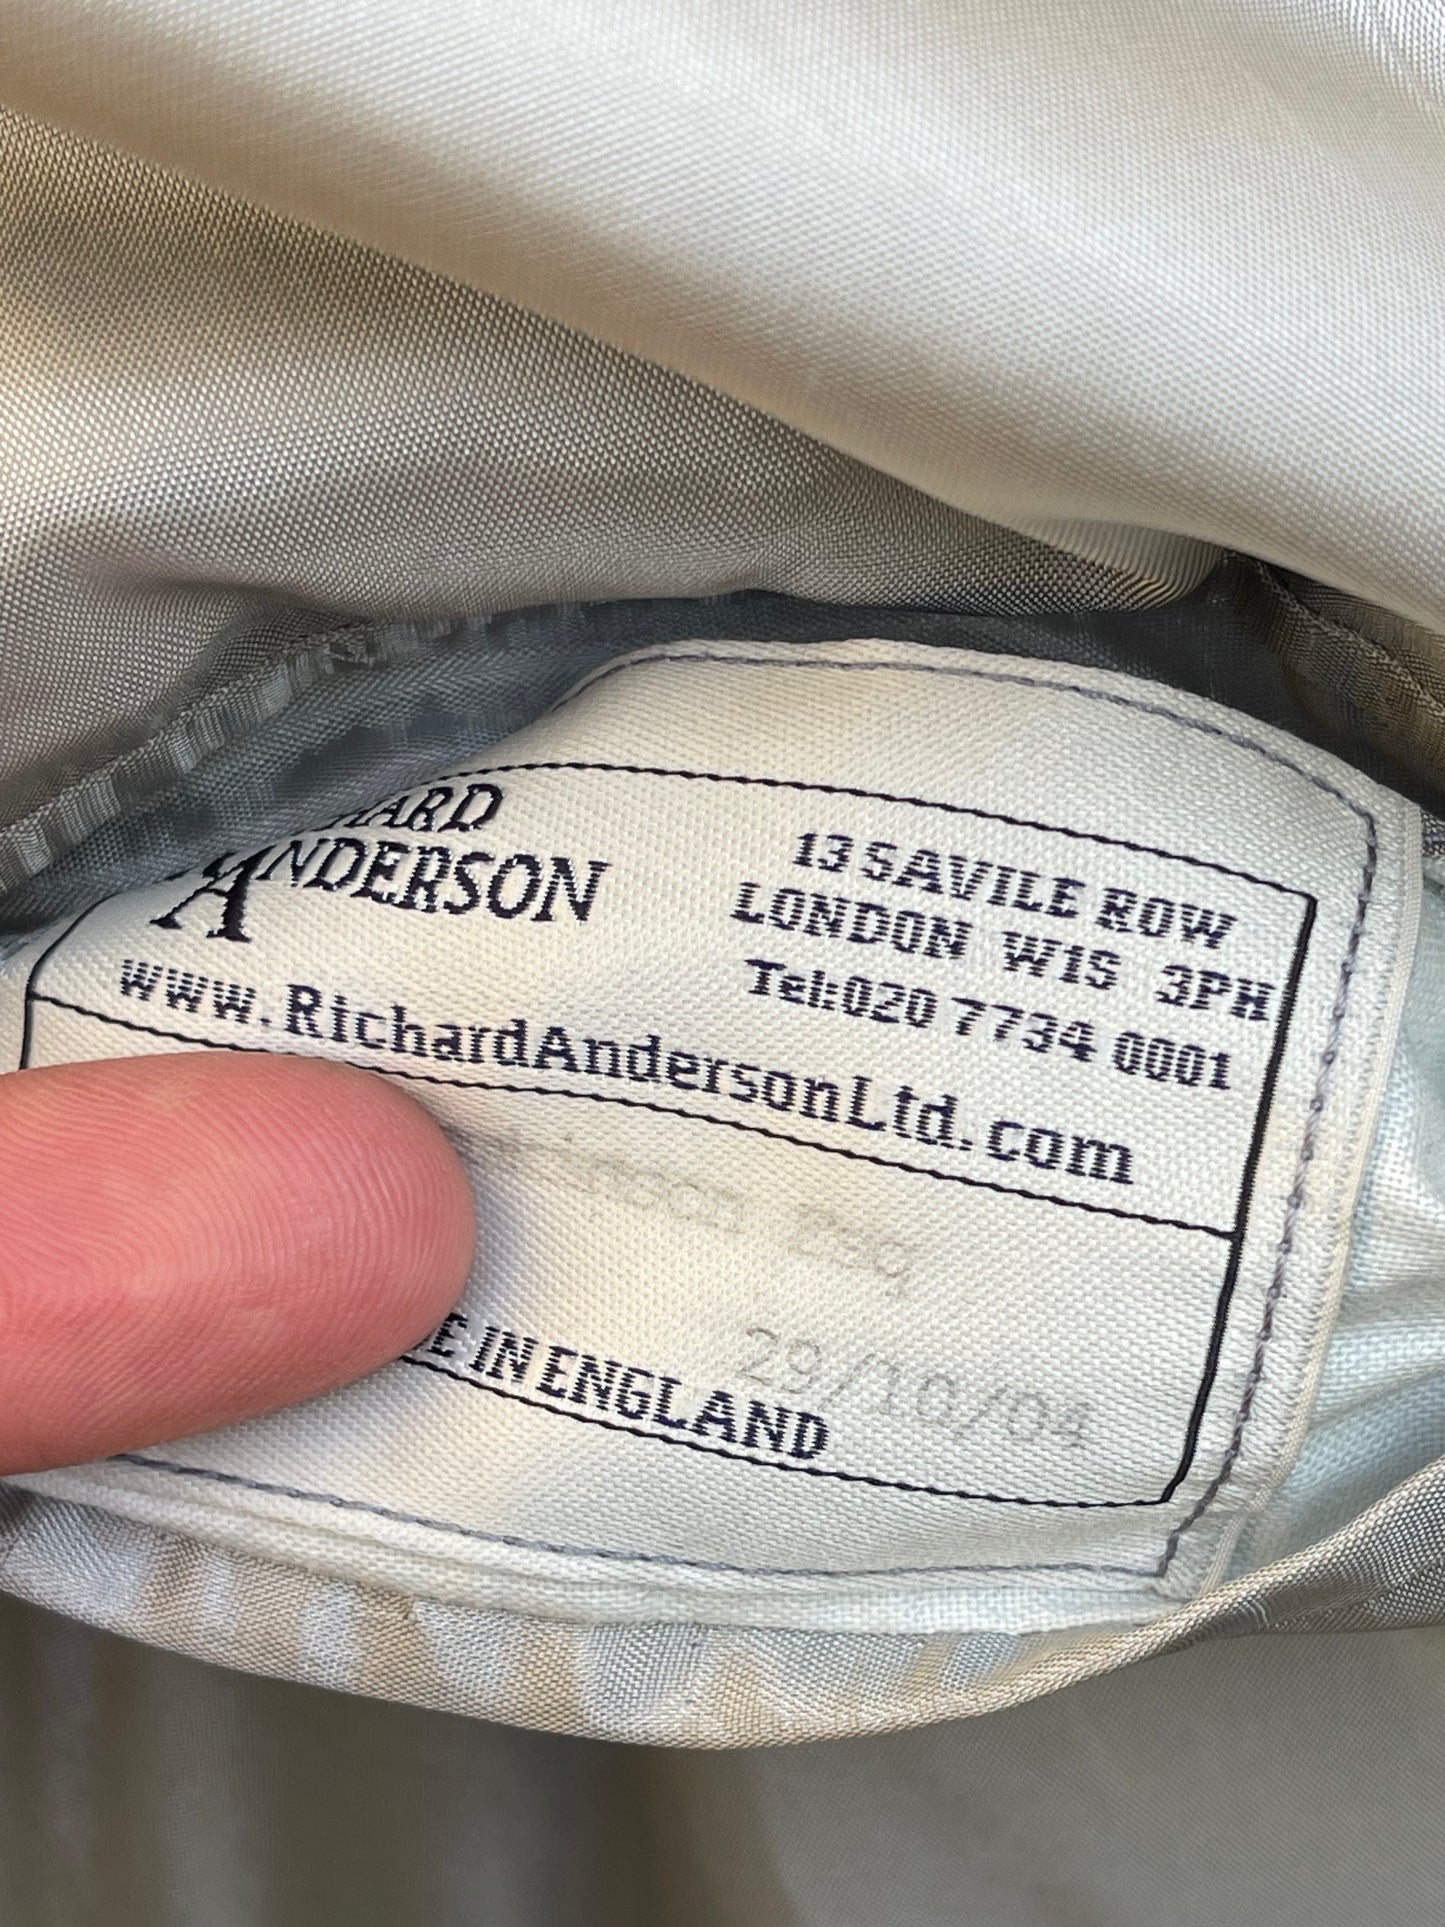 ANDERSON
13 SAVILE ROW
LONDON W1S 3PH
Tel:020 7734 0001
www.RichardAndersonLtd.com
IN ENGLAND
29/10/04